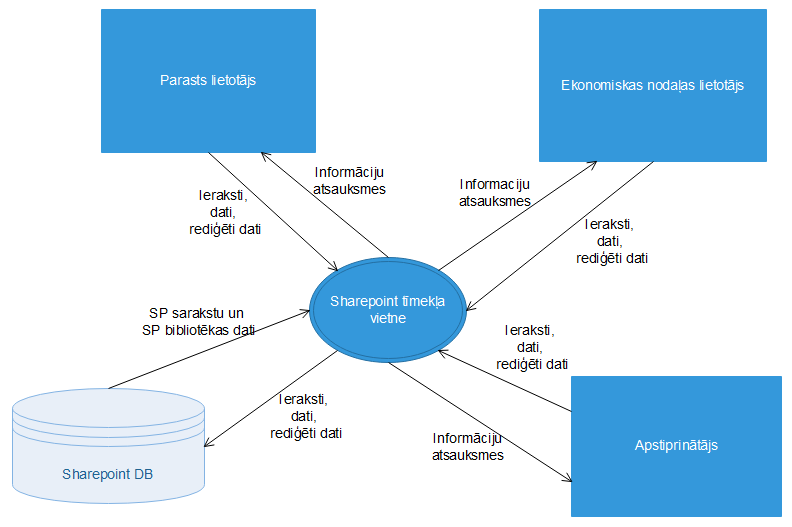 Parasts lietotājs
Ekonomiskas nodaļas lietotājs
Informāciju
atsauksmes
Informaciju
atsauksmes
Ieraksti,
dati,
rediģēti dati
Ieraksti,
dati,
rediģēti dati
Sharepoint tīmekļa
vietne
SP sarakstu un
SP bibliotēkas dati
Ieraksti,
dati,
rediģēti dati
Ieraksti,
dati,
rediģēti dati
Informāciju
atsauksmes
Apstiprinātājs
Sharepoint DB